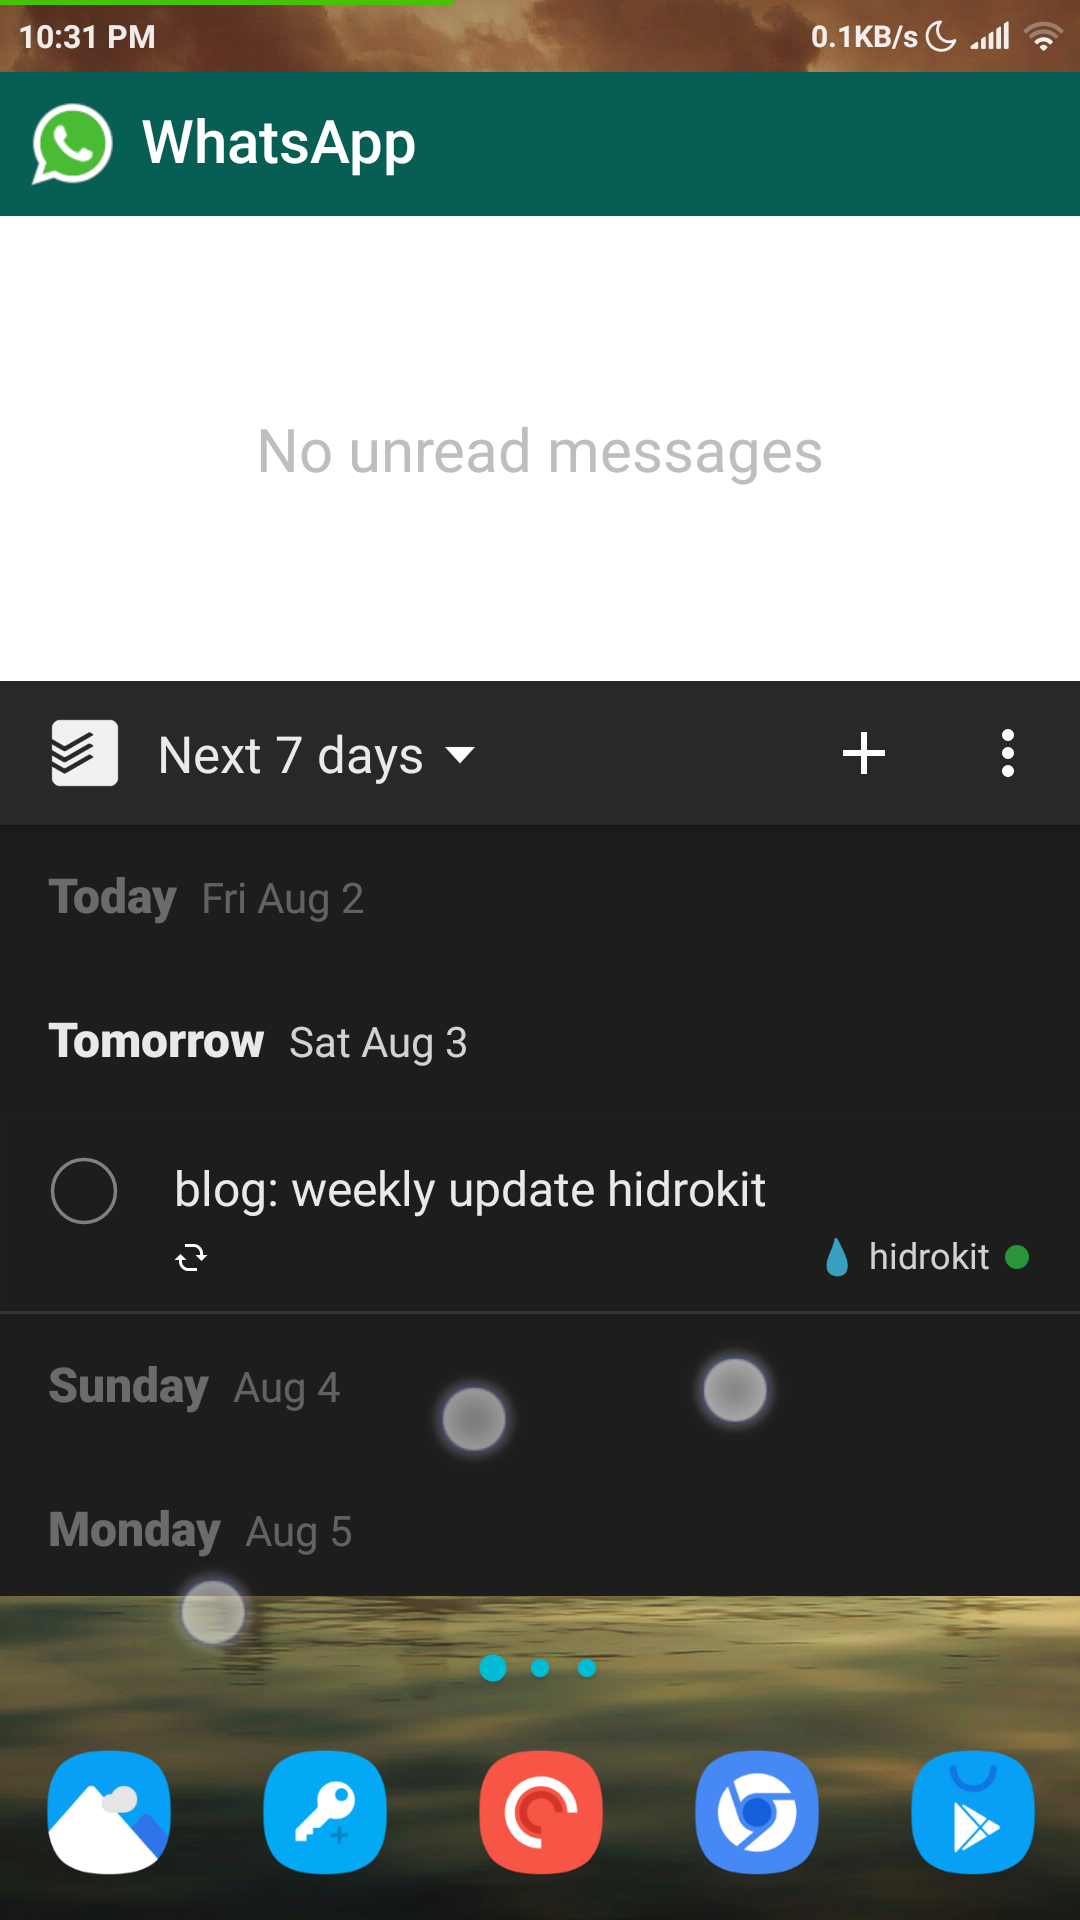 10:31 PM 0.1KB/s
WhatsApp
No unread messages
Next 7 days
Today Fri Aug 2
Tomorrow Sat Aug 3
blog: weekly update hidrokit
hidrokit
Sunday Aug 4
Monday Aug 5